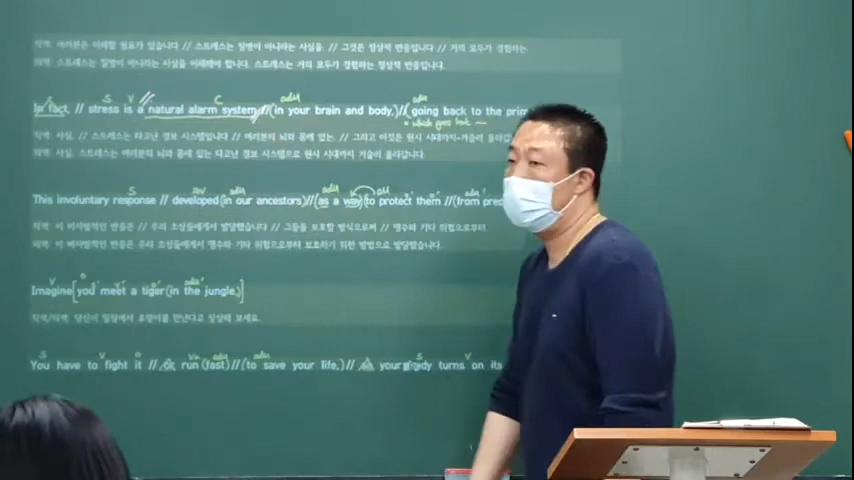 직역: 여러분은 이해할 필요가 있습니다 // 스트레스는 질병이 아니라는 사실을. // 그것은 정상적 반응입니다 // 거의 모두가 경험하는.
의역: 스트레스는 질병이 아니라는 사실을 이해해야 합니다. 스트레스는 거의 모두가 경험하는 정상적 반응입니다.
S V C adv adv
In fact, // stress is a natural alarm system // (in your brain and body,) // going back to the prim
which goes back
직역: 사실, // 스트레스는 타고난 경보 시스템입니다 // 여러분의 뇌와 몸에 있는. // 그리고 이것은 원시 시대까지 거슬러 올라
의역: 사실, 스트레스는 여러분의 뇌와 몸에 있는 타고난 경보 시스템으로 원시 시대까지 거슬러 올라갑니다.
This involuntary response // developed (in our ancestors) // (as a way) (to protect them // (from pred
직역: 이 비자발적인 반응은 // 우리 조상들에게서 발달했습니다 // 그들을 보호할 방식으로써 // 맹수와 기타 위협으로부터.
의역: 이 비자발적인 반응은 우리 조상들에게서 맹수와 기타 위협으로부터 보호하기 위한 방법으로 발달했습니다.
Imagine [you meet a tiger (in the jungle.)]
직역/의역: 당신이 밀림에서 호랑이를 만난다고 상상해 보세요.
You have to fight it // or run (fast) // (to save your life,) // your body turns on its